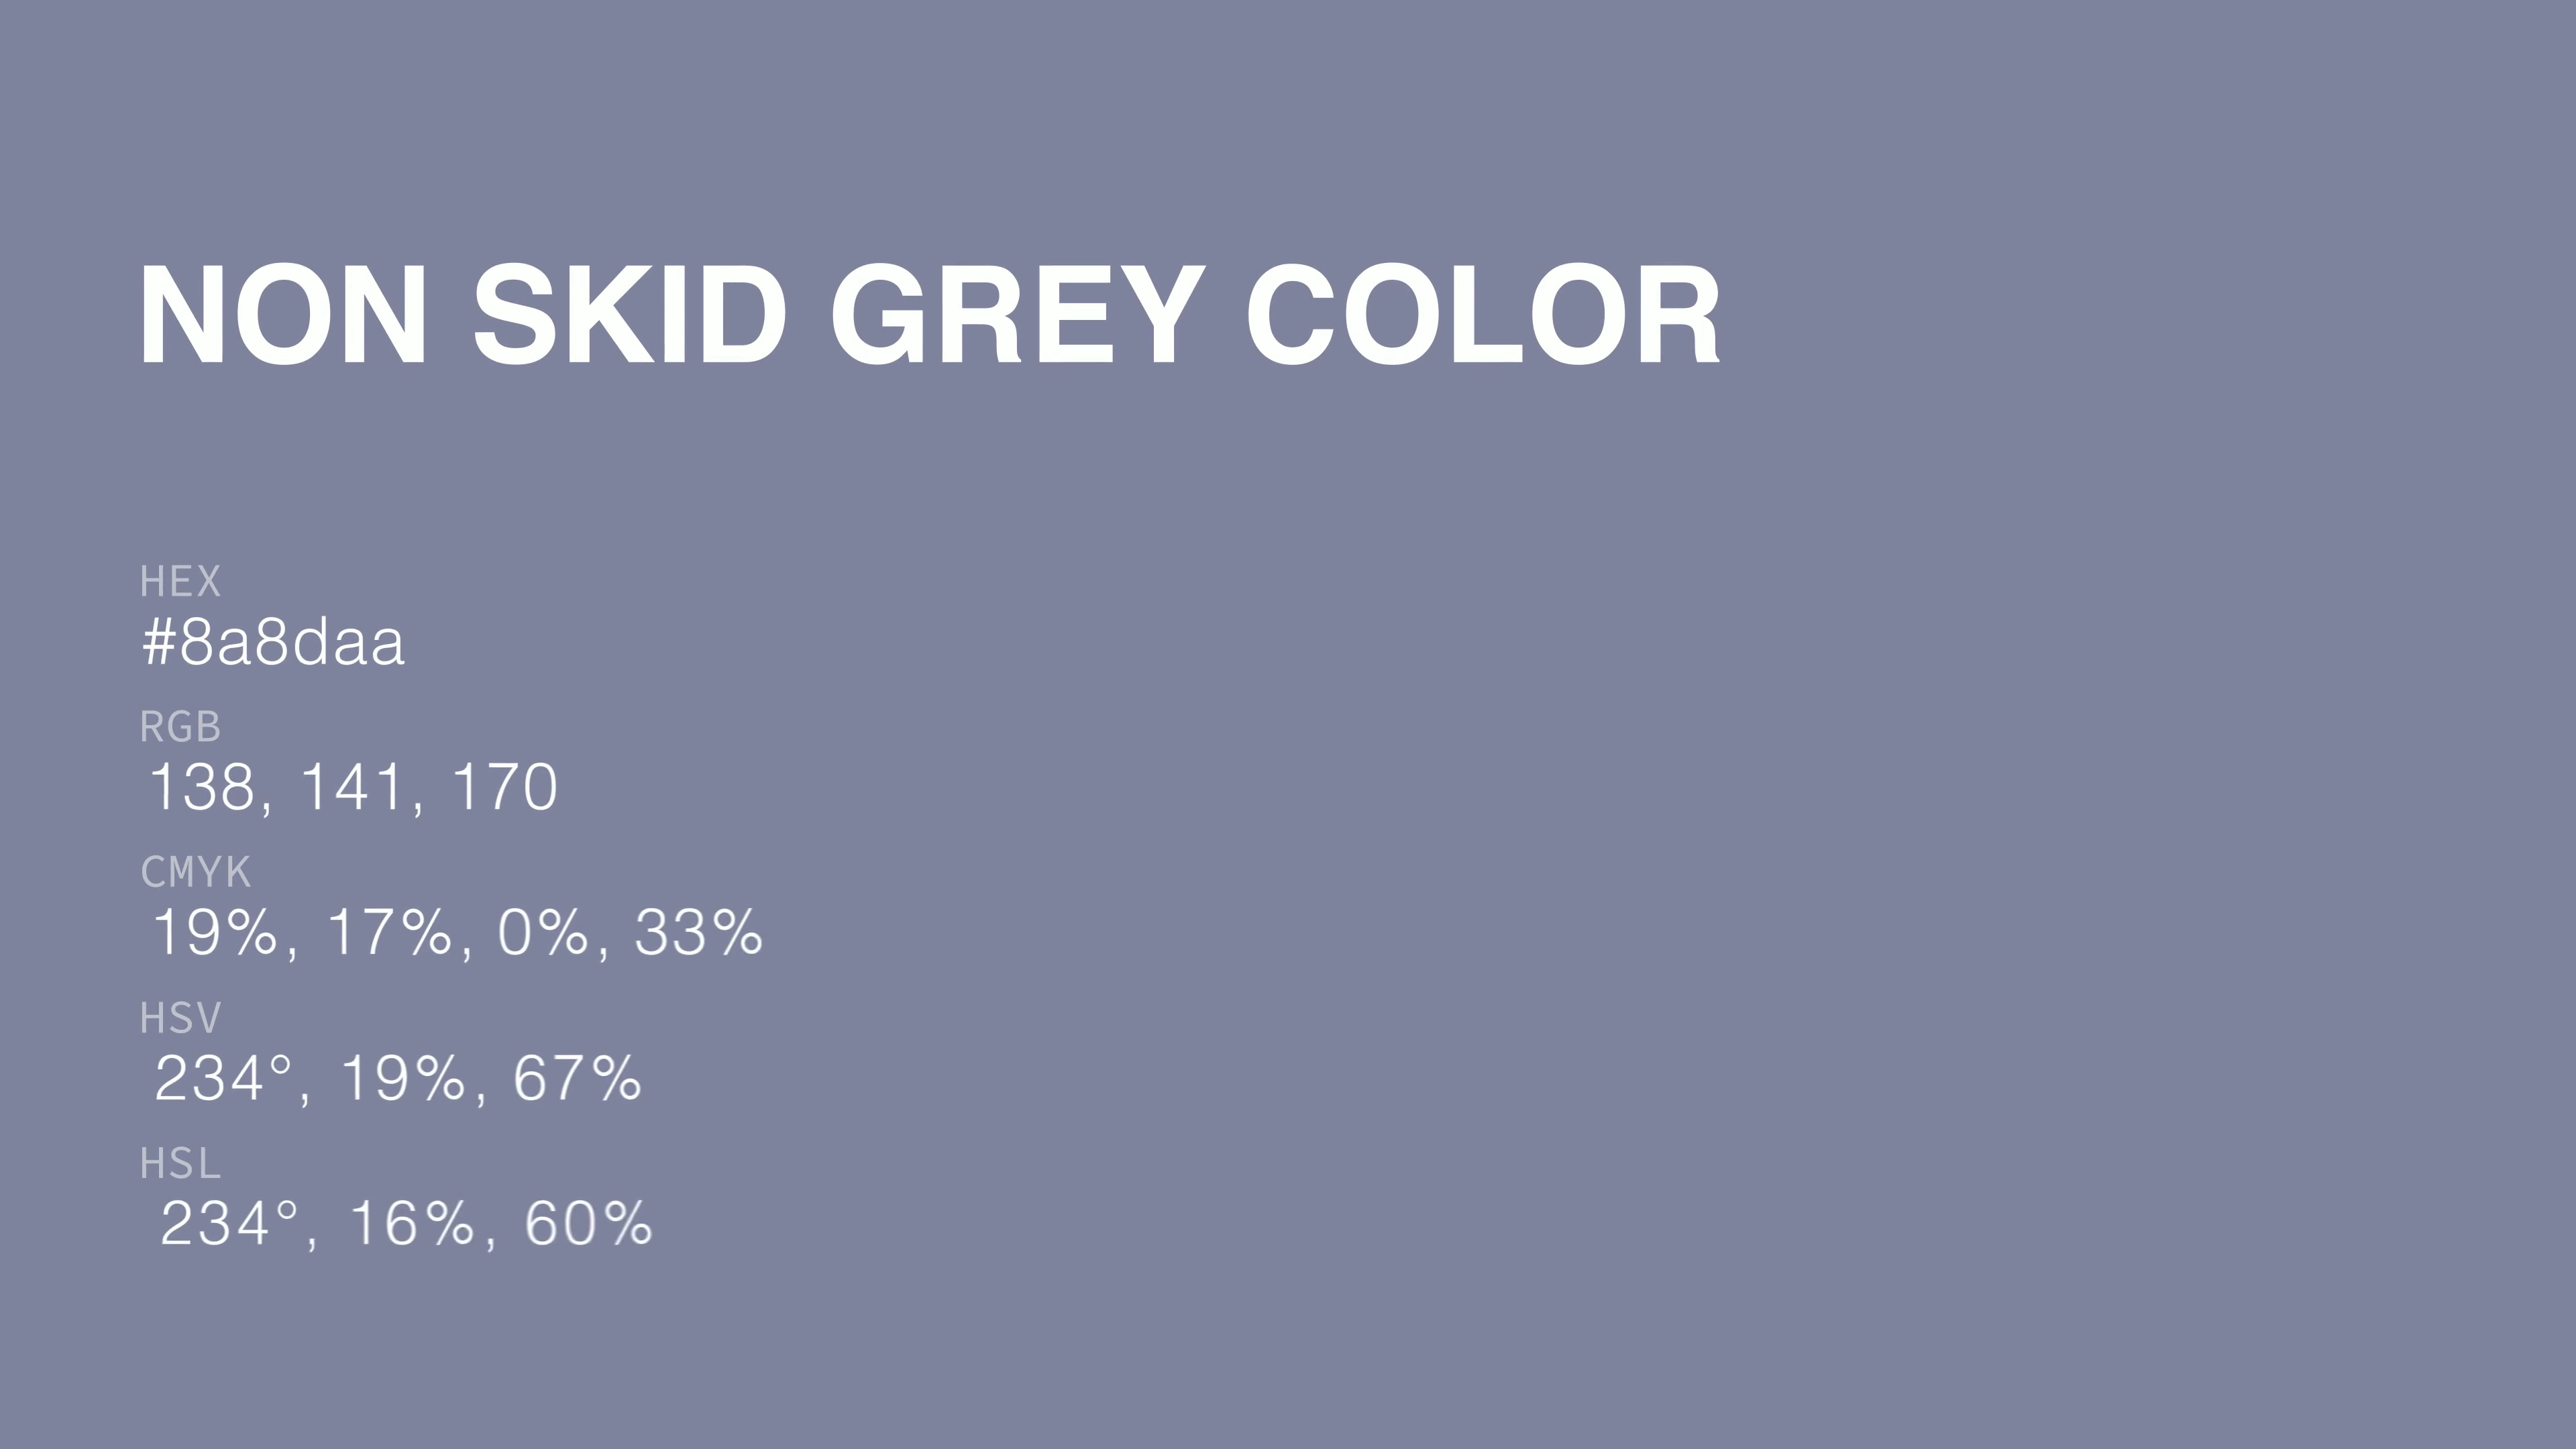 NON SKID GREY COLOR
HEX
#8a8daa
RGB
138, 141, 170
CMYK
19%, 17%, 0%, 33%
HSV
234°, 19%, 67%
HSL
234°, 16%, 60%